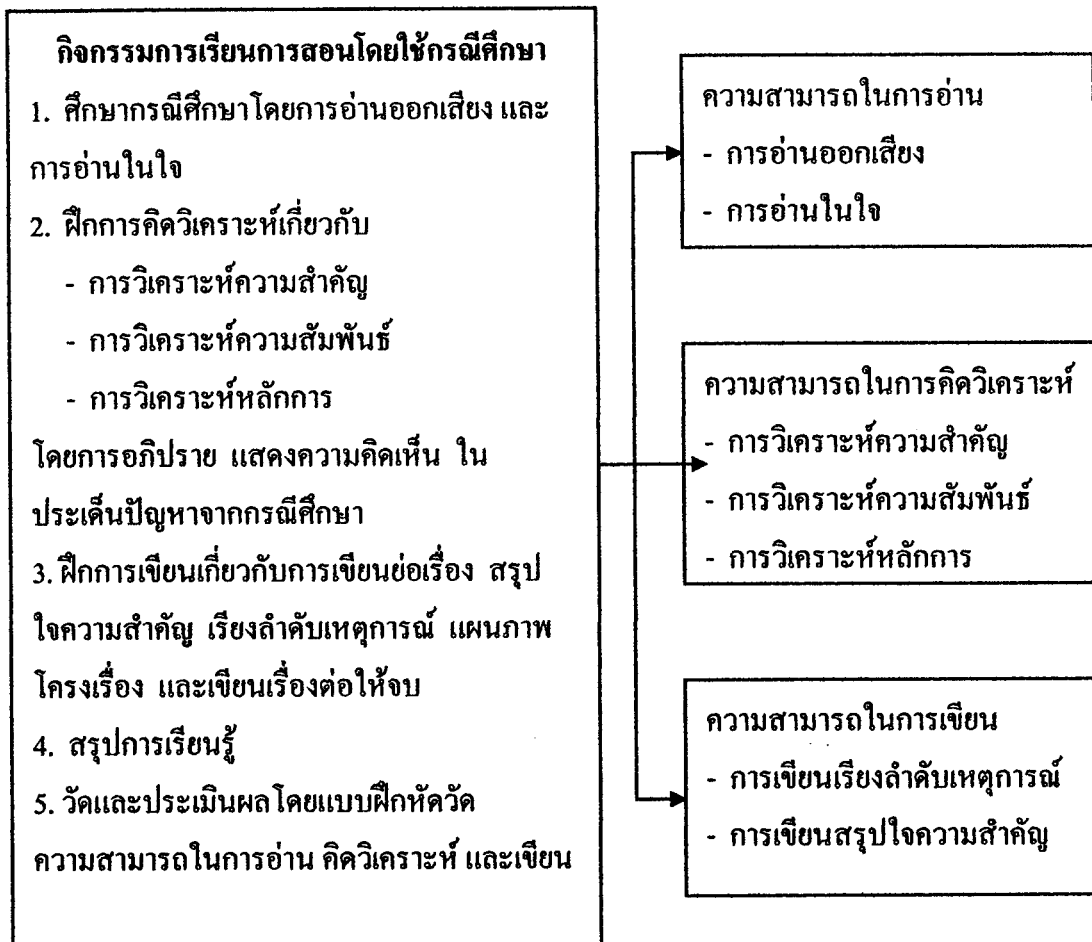 กิจกรรมการเรียนการสอนโดยใช้กรณีศึกษา
1. ศึกษากรณีศึกษาโดยการอ่านออกเสียง และ
การอ่านในใจ
2. ฝึกการคิดวิเคราะห์เกี่ยวกับ
- การวิเคราะห์ความสำคัญ
- การวิเคราะห์ความสัมพันธ์
- การวิเคราะห์หลักการ
โดยการอภิปราย แสดงความคิดเห็น ใน
ประเด็นปัญหาจากกรณีศึกษา
3. ฝึกการเขียนเกี่ยวกับการเขียนย่อเรื่อง สรุป
ใจความสำคัญ เรียงลำดับเหตุการณ์ แผนภาพ
โครงเรื่อง และเขียนเรื่องต่อให้จบ
4. สรุปการเรียนรู้
5. วัดและประเมินผลโดยแบบฝึกหัดวัด
ความสามารถในการอ่าน คิดวิเคราะห์ และเขียน
ความสามารถในการอ่าน
- การอ่านออกเสียง
- การอ่านในใจ
ความสามารถในการคิดวิเคราะห์
- การวิเคราะห์ความสำคัญ
- การวิเคราะห์ความสัมพันธ์
- การวิเคราะห์หลักการ
ความสามารถในการเขียน
- การเขียนเรียงลำดับเหตุการณ์
- การเขียนสรุปใจความสำคัญ